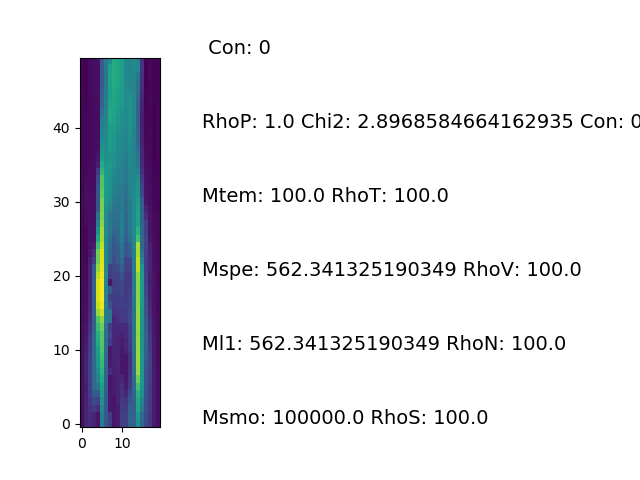 Con: 0
RhoP: 1.0 Chi2: 2.8968584664162935 Con: 0
40
Mtem: 100.0 RhoT: 100.0
30
Mspe: 562.341325190349 RhoV: 100.0
20
Ml1: 562.341325190349 RhoN: 100.0
10
Msmo: 100000.0 RhoS: 100.0
0
0 10